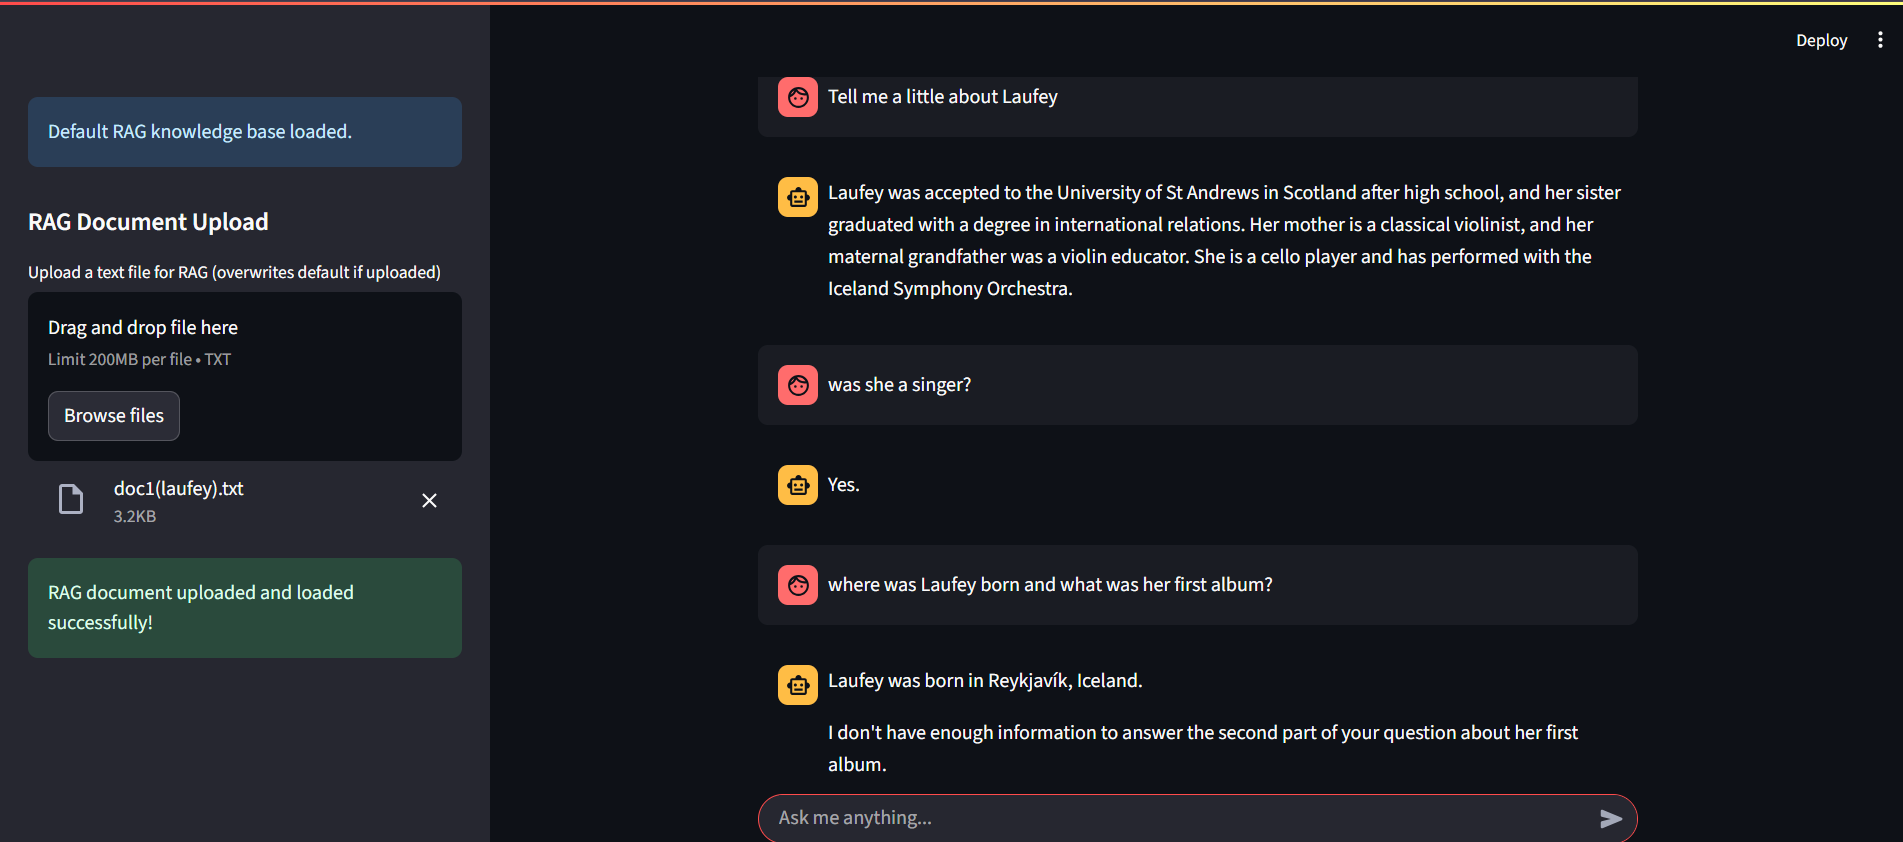 Deploy
Default RAG knowledge base loaded.
RAG Document Upload
Upload a text file for RAG (overwrites default if uploaded)
Drag and drop file here
Limit 200MB per file • TXT
Browse files
doc1(laufey).txt
3.2KB
RAG document uploaded and loaded
successfully!
Tell me a little about Laufey
Laufey was accepted to the University of St Andrews in Scotland after high school, and her sister
graduated with a degree in international relations. Her mother is a classical violinist, and her
maternal grandfather was a violin educator. She is a cello player and has performed with the
Iceland Symphony Orchestra.
was she a singer?
Yes.
where was Laufey born and what was her first album?
Laufey was born in Reykjavík, Iceland.
I don't have enough information to answer the second part of your question about her first
album.
Ask me anything...